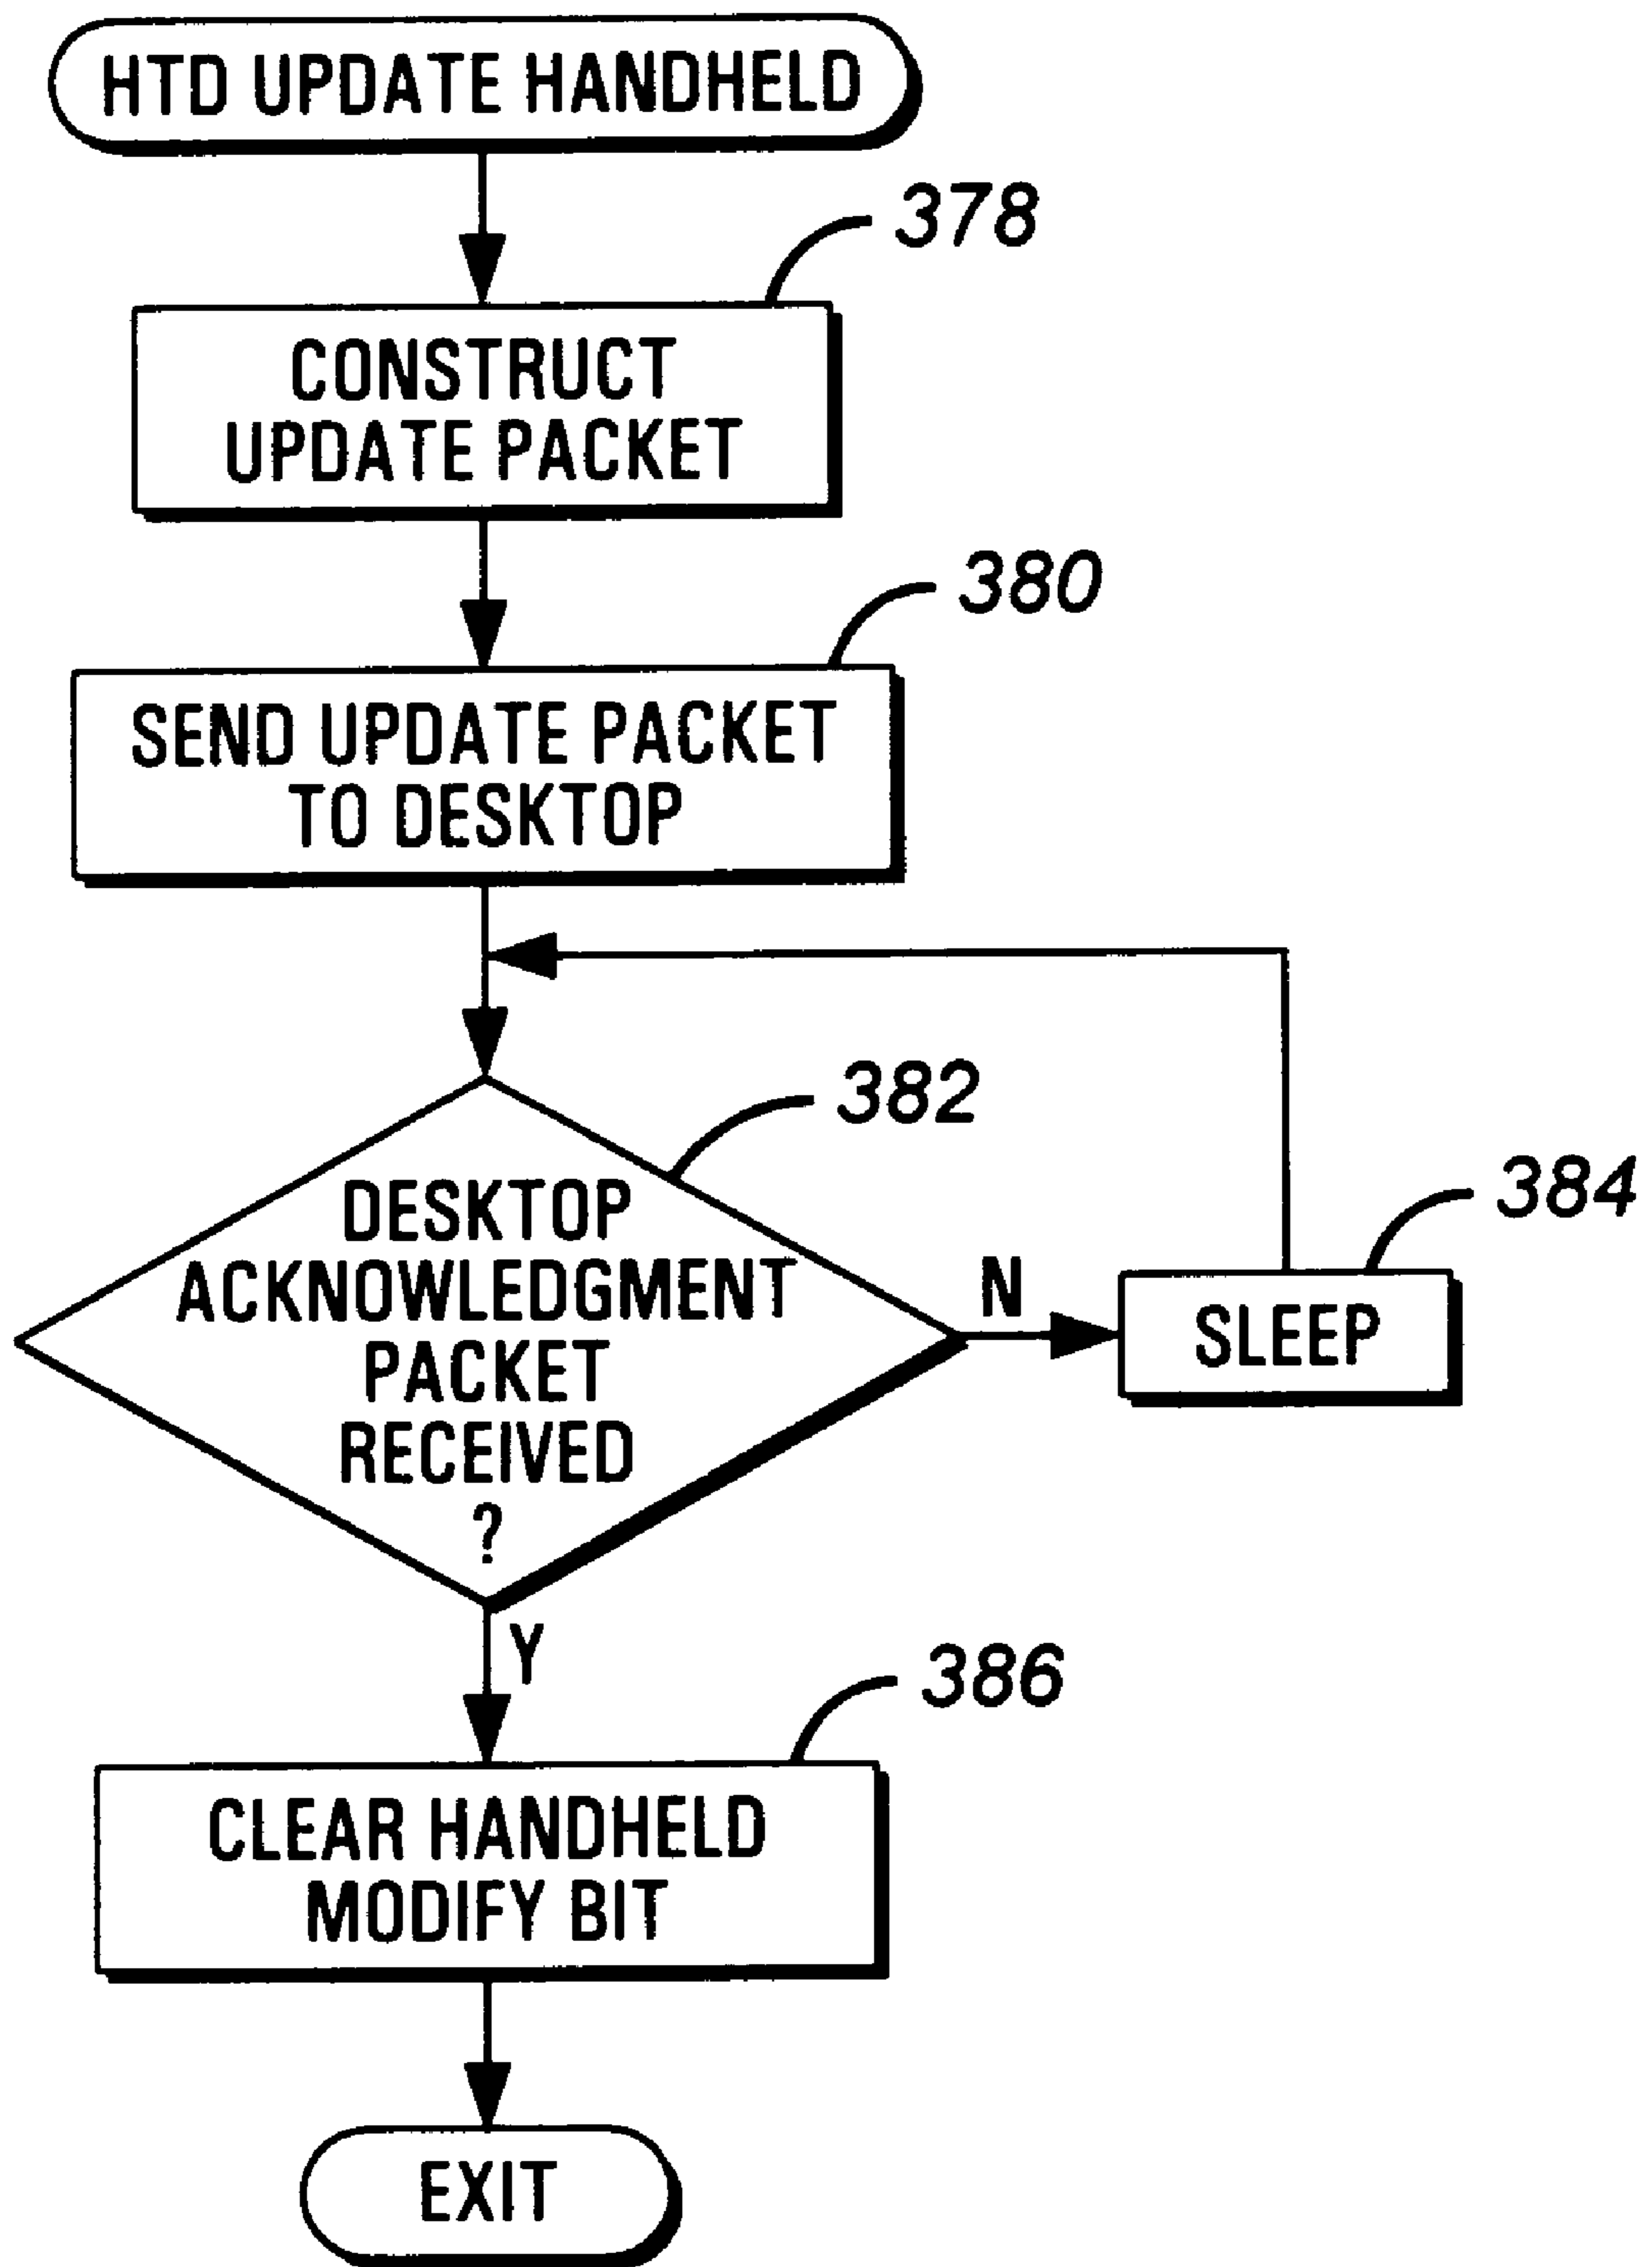 HTD UPDATE HANDHELD
378
CONSTRUCT
UPDATE PACKET
380
SEND UPDATE PACKET
TO DESKTOP
382
DESKTOP
ACKNOWLEDGMENT
PACKET
RECEIVED
?
N
384
SLEEP
Y
386
CLEAR HANDHELD
MODIFY BIT
EXIT